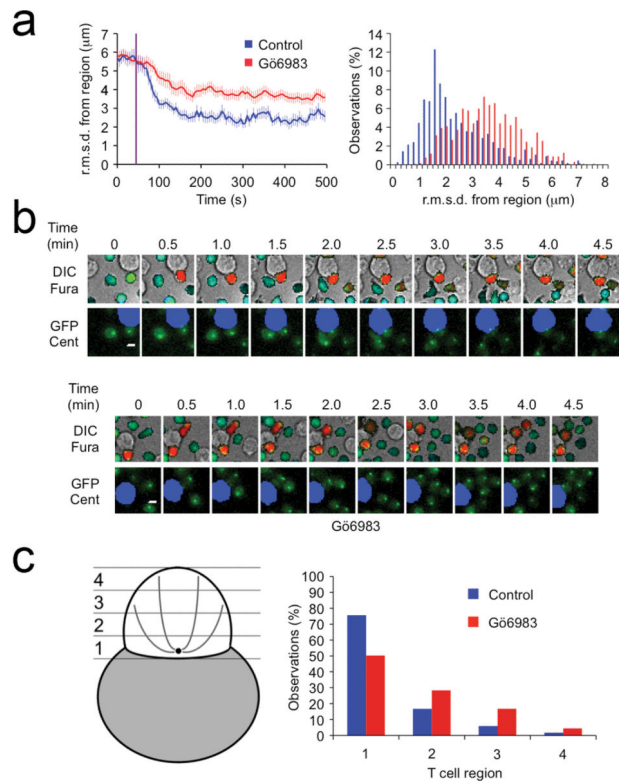 a
r.m.s.d. from region (μm)
7
6
5
4
3
2
1
0
Control
Gö6983
0 100 200 300 400 500
Time (s)
Observations (%)
14
12
10
8
6
4
2
0
0 1 2 3 4 5 6 7 8
r.m.s.d. from region (μm)
b
Time (min) 0 0.5 1.0 1.5 2.0 2.5 3.0 3.5 4.0 4.5
DIC
Fura
GFP
Cent
Time (min) 0 0.5 1.0 1.5 2.0 2.5 3.0 3.5 4.0 4.5
DIC
Fura
GFP
Cent
Gö6983
c
4
3
2
1
Observations (%)
100
90
80
70
60
50
40
30
20
10
0
Control
Gö6983
1 2 3 4
T cell region